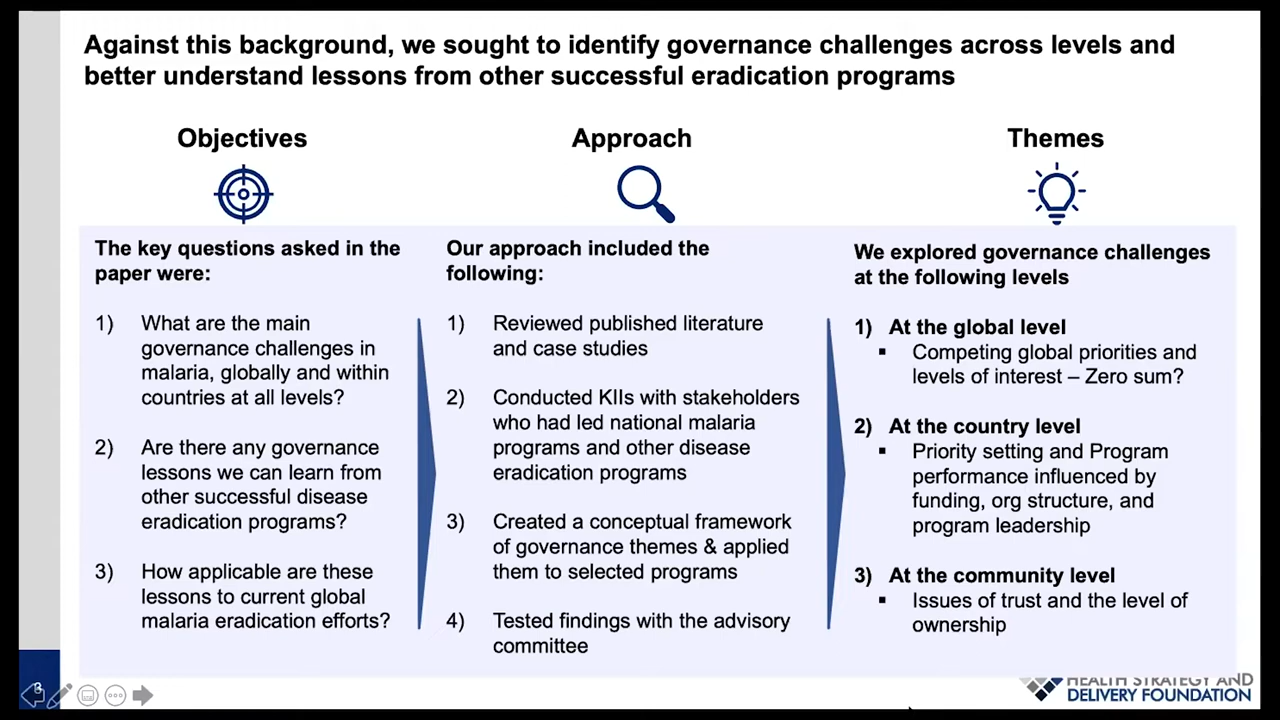 Against this background, we sought to identify governance challenges across levels and
better understand lessons from other successful eradication programs
Objectives
The key questions asked in the
paper were:
1) What are the main
governance challenges in
malaria, globally and within
countries at all levels?
2) Are there any governance
lessons we can learn from
other successful disease
eradication programs?
3) How applicable are these
lessons to current global
malaria eradication efforts?
Approach
Our approach included the
following:
1) Reviewed published literature
and case studies
2) Conducted KIIs with stakeholders
who had led national malaria
programs and other disease
eradication programs
3) Created a conceptual framework
of governance themes & applied
them to selected programs
4) Tested findings with the advisory
committee
Themes
We explored governance challenges
at the following levels
1) At the global level
▪ Competing global priorities and
levels of interest – Zero sum?
2) At the country level
▪ Priority setting and Program
performance influenced by
funding, org structure, and
program leadership
3) At the community level
▪ Issues of trust and the level of
ownership
3
HEALTH STRATEGY AND
DELIVERY FOUNDATION